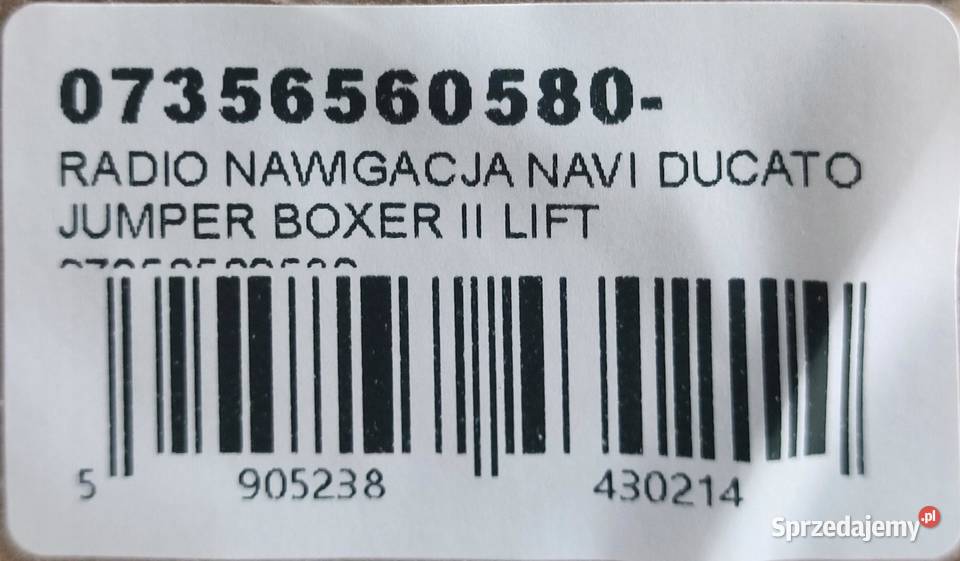 07356560580-
RADIO NAWIGACJA NAVI DUCATO
JUMPER BOXER II LIFT
5 905238 430214
Sprzedajemy.pl